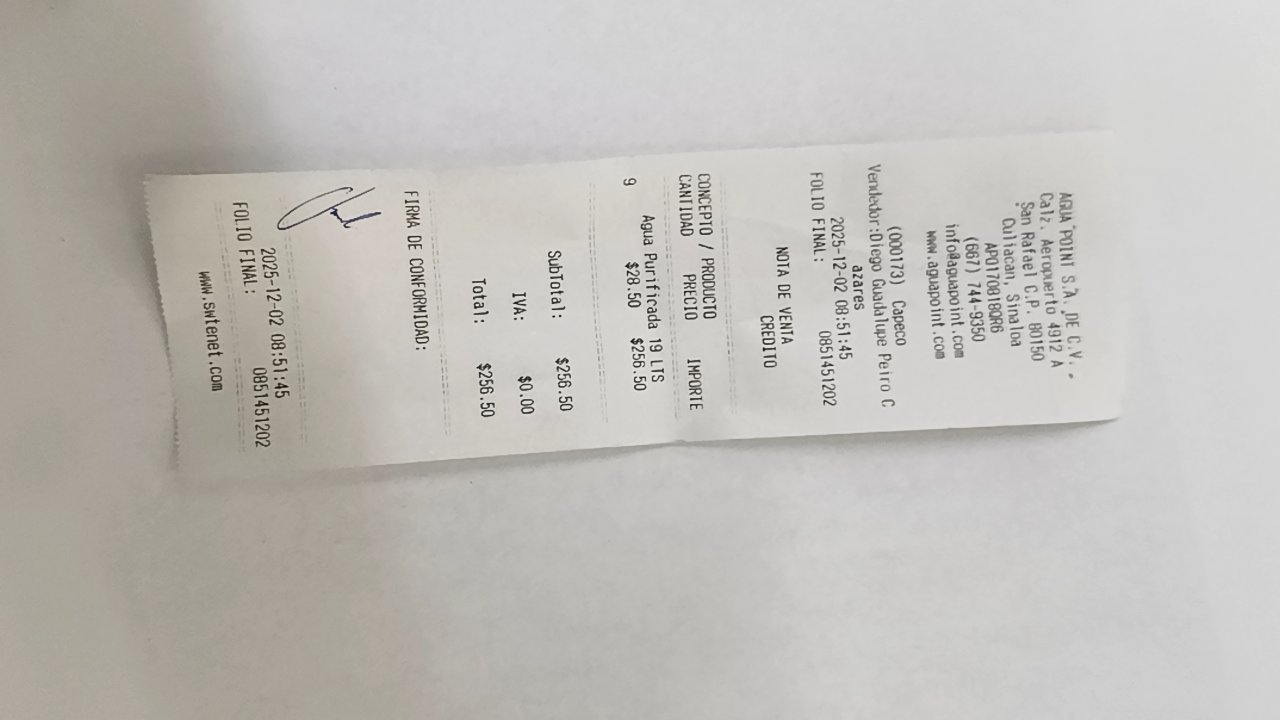 AGUA POINT S.A. DE C.V.
Calz. Aeropuerto 4912 A
San Rafael C.P. 80150
Culiacan, Sinaloa
APO170818QR6
(667) 744-9350
info@aguapoint.com
www.aguapoint.com
(000173) Capeco
Vendedor:Diego Guadalupe Peiro C
azares
2025-12-02 08:51:45
FOLIO FINAL: 0851451202
NOTA DE VENTA
CREDITO
CONCEPTO / PRODUCTO
CANTIDAD PRECIO IMPORTE
Agua Purificada 19 LTS
9 $28.50 $256.50
SubTotal: $256.50
IVA: $0.00
Total: $256.50
FIRMA DE CONFORMIDAD:
2025-12-02 08:51:45
FOLIO FINAL: 0851451202
www.swtenet.com